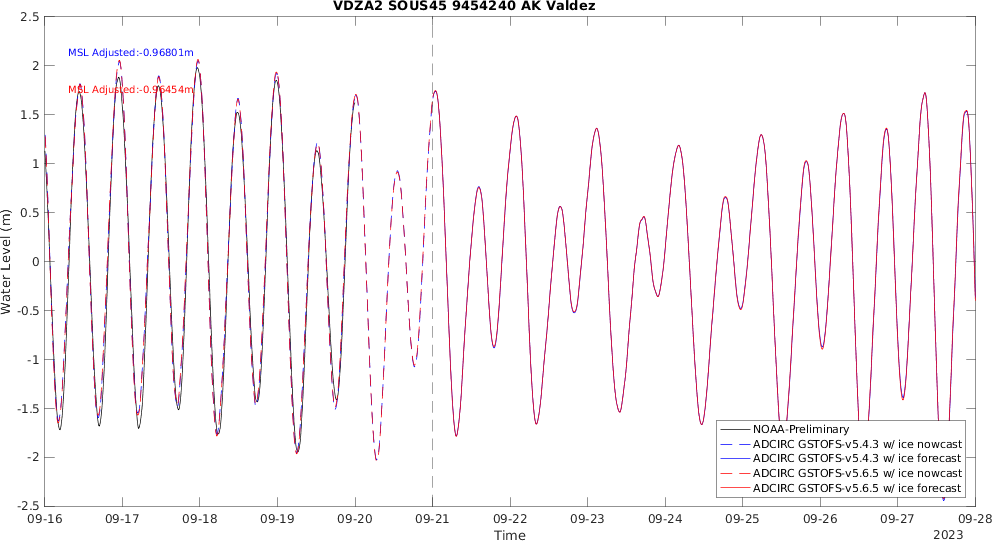 VDZA2 SOUS45 9454240 AK Valdez
2.5
2
1.5
1
0.5
0
-0.5
-1
-1.5
-2
-2.5
Water Level (m)
MSL Adjusted:-0.96801m
MSL Adjusted:-0.96454m
NOAA-Preliminary
ADCIRC GSTOFS-v5.4.3 w/ ice nowcast
ADCIRC GSTOFS-v5.4.3 w/ ice forecast
ADCIRC GSTOFS-v5.6.5 w/ ice nowcast
ADCIRC GSTOFS-v5.6.5 w/ ice forecast
09-16 09-17 09-18 09-19 09-20 09-21 09-22 09-23 09-24 09-25 09-26 09-27 09-28
Time
2023